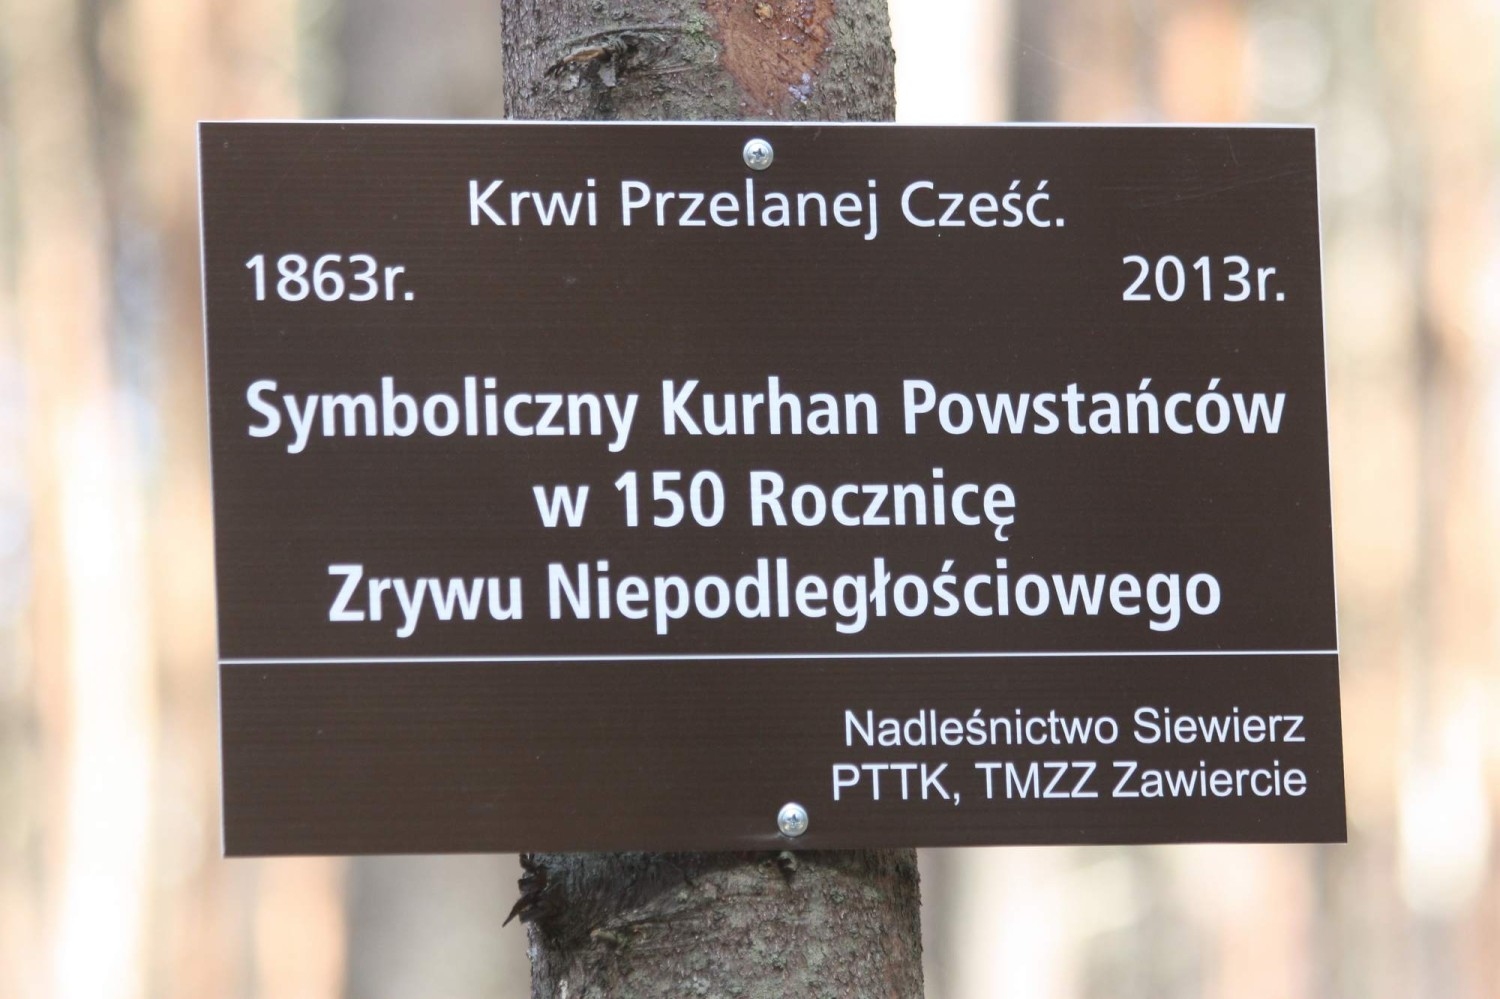 Krwi Przelanej Cześć.
1863r. 2013r.
Symboliczny Kurhan Powstańców
w 150 Rocznicę
Zrywu Niepodległościowego
Nadleśnictwo Siewierz
PTTK, TMZZ Zawiercie